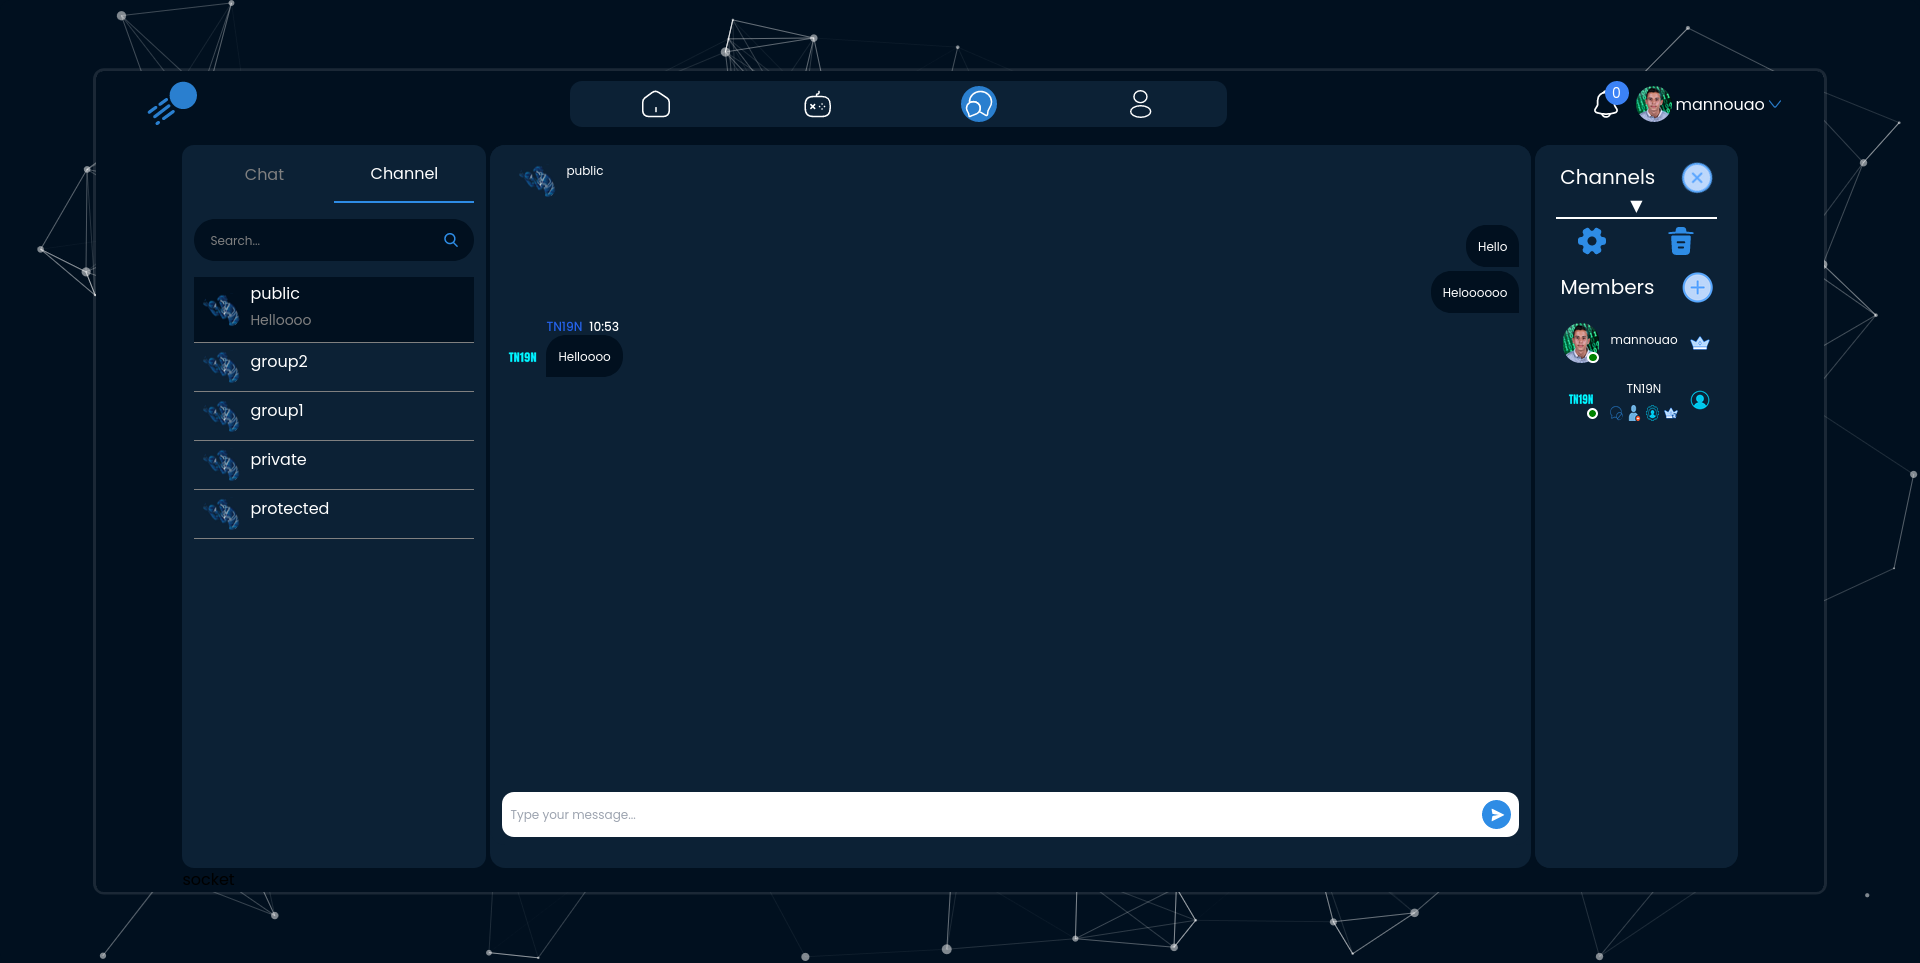 0
mannouao
Chat
Channel
Search...
public
Helloooo
group2
group1
private
protected
public
Hello
Heloooooo
TN19N 10:53
TN19N
Helloooo
Type your message...
Channels
▼
Members
mannouao
TN19N
TN19N
socket